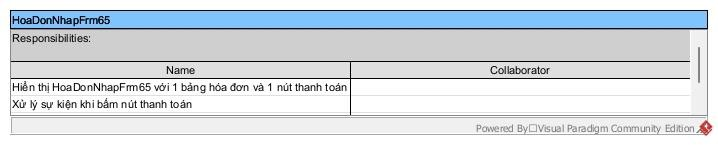 HoaDonNhapFrm65
Responsibilities:
Name Collaborator
Hiển thị HoaDonNhapFrm65 với 1 bảng hóa đơn và 1 nút thanh toán
Xử lý sự kiện khi bấm nút thanh toán
Powered By□Visual Paradigm Community Edition